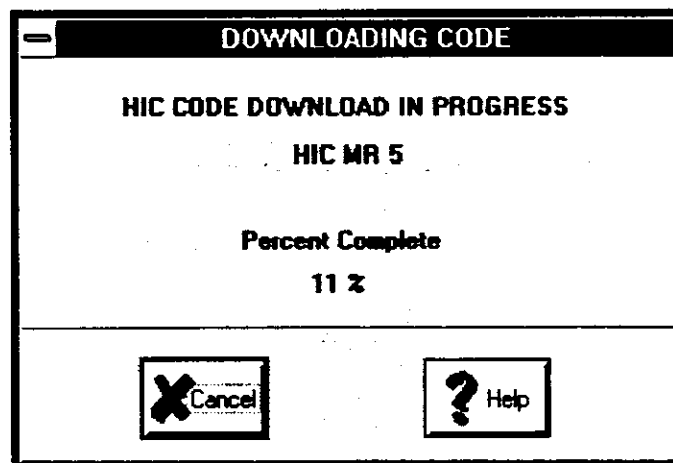 DOWNLOADING CODE
HIC CODE DOWNLOAD IN PROGRESS
HIC MR 5
Percent Complete
11 %
Cancel
Help